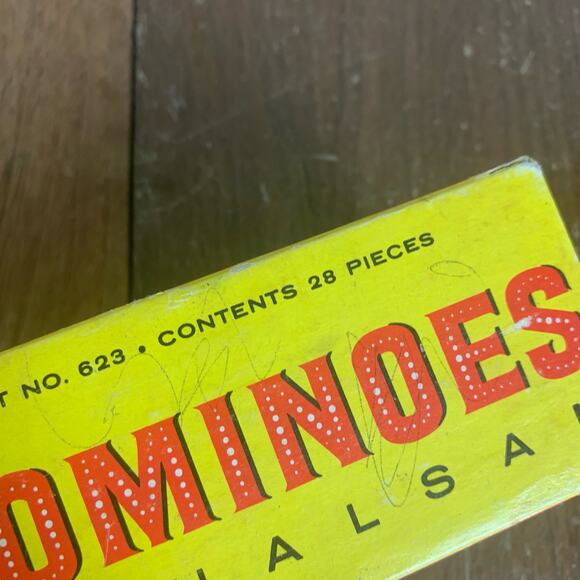 T NO. 623 • CONTENTS 28 PIECES
OMINOES
ALSA